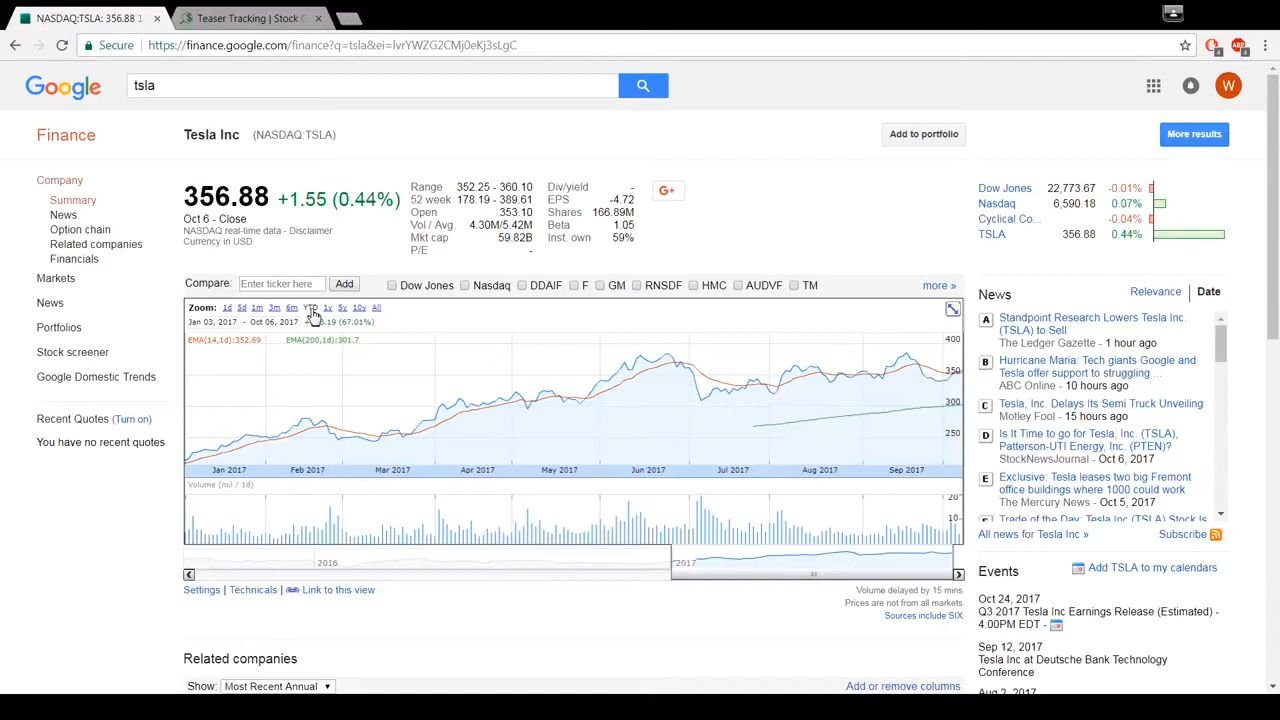 NASDAQ:TSLA: 356.88 1
Teaser Tracking | Stock G
Secure
https://finance.google.com/finance?q=tsla&ei=lvrYWZG2CMj0eKj3sLgC
Google
tsla
W
Finance
Tesla Inc (NASDAQ:TSLA)
Add to portfolio
More results
Company
Summary
News
Option chain
Related companies
Financials
Markets
News
Portfolios
Stock screener
Google Domestic Trends
Recent Quotes (Turn on)
You have no recent quotes
356.88 +1.55 (0.44%)
Oct 6 - Close
NASDAQ real-time data - Disclaimer
Currency in USD
Range 352.25 - 360.10
52 week 178.19 - 389.61
Open 353.10
Vol / Avg. 4.30M/5.42M
Mkt cap 59.82B
P/E -
Div/yield -
EPS -4.72
Shares 166.89M
Beta 1.05
Inst. own 59%
G+
Dow Jones 22,773.67 -0.01%
Nasdaq 6,590.18 0.07%
Cyclical Co... -0.04%
TSLA 356.88 0.44%
Compare: Enter ticker here Add Dow Jones Nasdaq DDAIF F GM RNSDF HMC AUDVF TM more »
Zoom: 1d 5d 1m 3m 6m YTD 1y 5y 10y All
Jan 03, 2017 - Oct 06, 2017 (67.01%)
EMA(14,1d):352.69 EMA(200,1d):301.7
400
350
300
250
Jan 2017 Feb 2017 Mar 2017 Apr 2017 May 2017 Jun 2017 Jul 2017 Aug 2017 Sep 2017
Volume (mil / 1d)
20
10
2016 2017
Settings | Technicals | Link to this view
Volume delayed by 15 mins.
Prices are not from all markets.
Sources include SIX.
Related companies
Show: Most Recent Annual
Add or remove columns
News
Relevance | Date
A Standpoint Research Lowers Tesla Inc.
(TSLA) to Sell
The Ledger Gazette - 1 hour ago
B Hurricane Maria: Tech giants Google and
Tesla offer support to struggling ...
ABC Online - 10 hours ago
C Tesla, Inc. Delays Its Semi Truck Unveiling
Motley Fool - 15 hours ago
D Is It Time to go for Tesla, Inc. (TSLA),
Patterson-UTI Energy, Inc. (PTEN)?
StockNewsJournal - Oct 6, 2017
E Exclusive: Tesla leases two big Fremont
office buildings where 1000 could work
The Mercury News - Oct 5, 2017
Trade of the Day: Tesla Inc (TSLA) Stock Is
All news for Tesla Inc »
Subscribe
Events
Add TSLA to my calendars
Oct 24, 2017
Q3 2017 Tesla Inc Earnings Release (Estimated) -
4:00PM EDT -
Sep 12, 2017
Tesla Inc at Deutsche Bank Technology
Conference
Aug 2, 2017